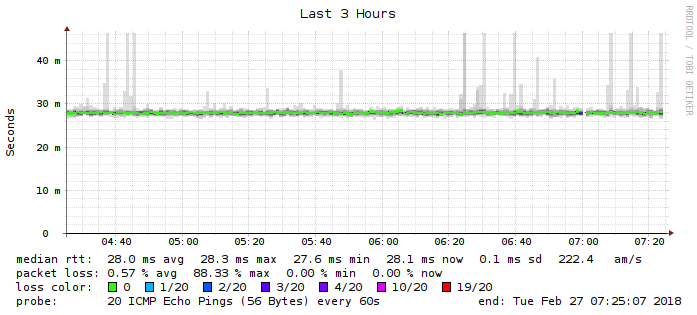 Last 3 Hours
RRDTOOL / TOBI OETIKER
Seconds
40 m
30 m
20 m
10 m
0
04:40 05:00 05:20 05:40 06:00 06:20 06:40 07:00 07:20
median rtt: 28.0 ms avg 28.3 ms max 27.6 ms min 28.1 ms now 0.1 ms sd 222.4 am/s
packet loss: 0.57 % avg 88.33 % max 0.00 % min 0.00 % now
loss color: 0 1/20 2/20 3/20 4/20 10/20 19/20
probe: 20 ICMP Echo Pings (56 Bytes) every 60s end: Tue Feb 27 07:25:07 2018